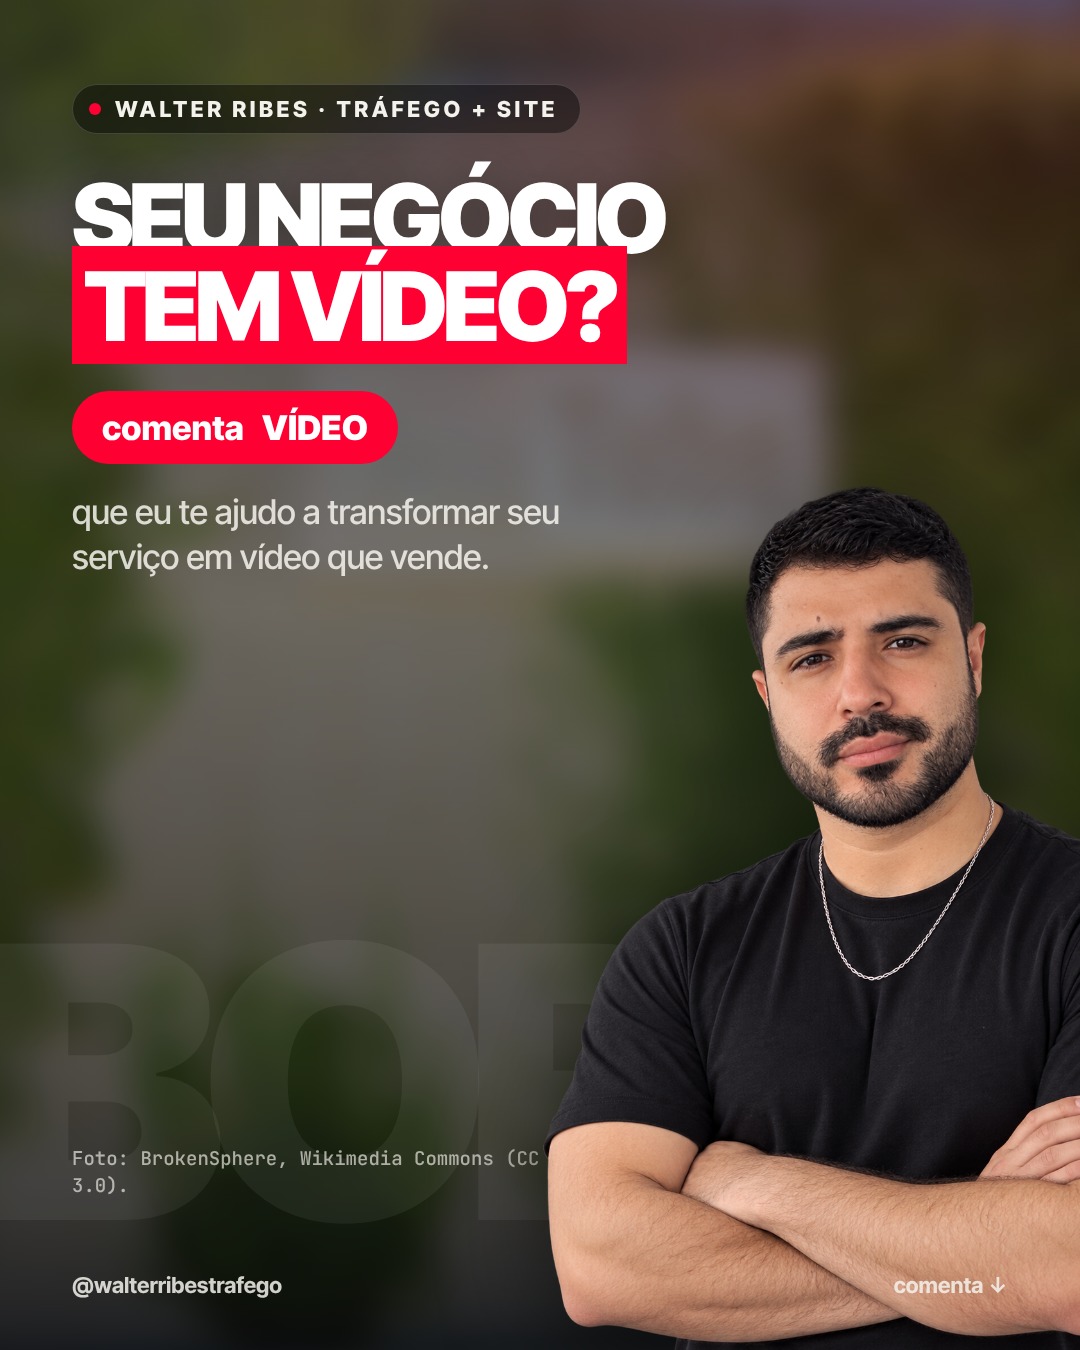 WALTER RIBES · TRÁFEGO + SITE
SEU NEGÓCIO
TEM VÍDEO?
comenta VÍDEO
que eu te ajudo a transformar seu
serviço em vídeo que vende.
Foto: BrokenSphere, Wikimedia Commons (CC
3.0).
@walterribestrafego
comenta ↓